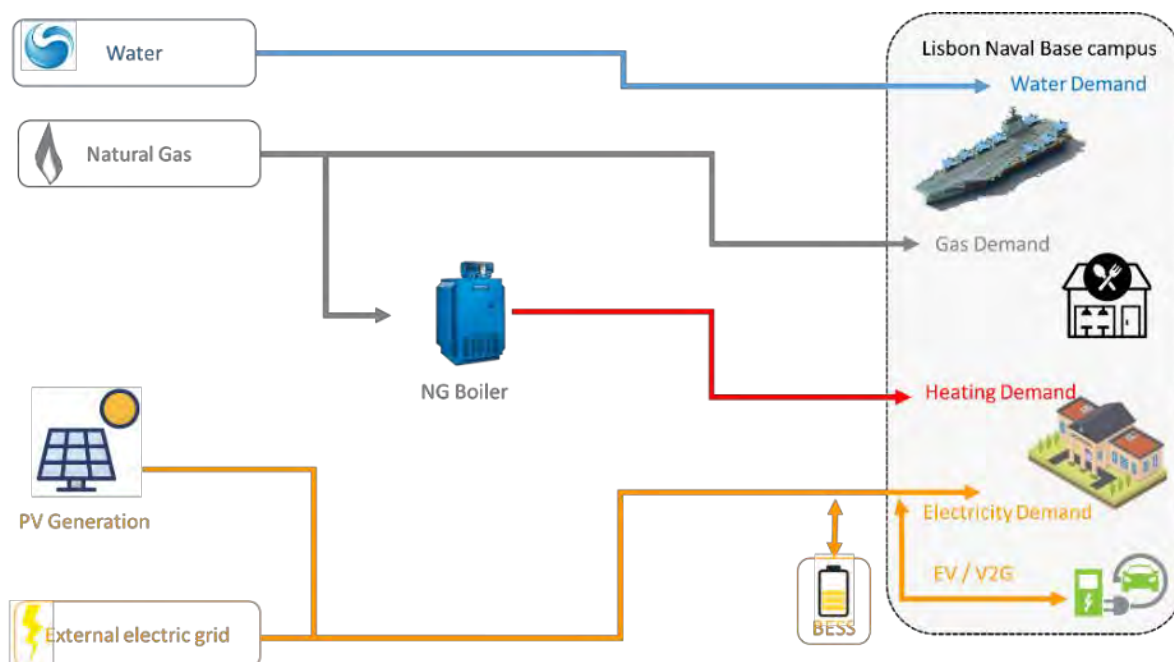 Water
Lisbon Naval Base campus
Water Demand
Natural Gas
Gas Demand
NG Boiler
Heating Demand
PV Generation
Electricity Demand
EV / V2G
BESS
External electric grid